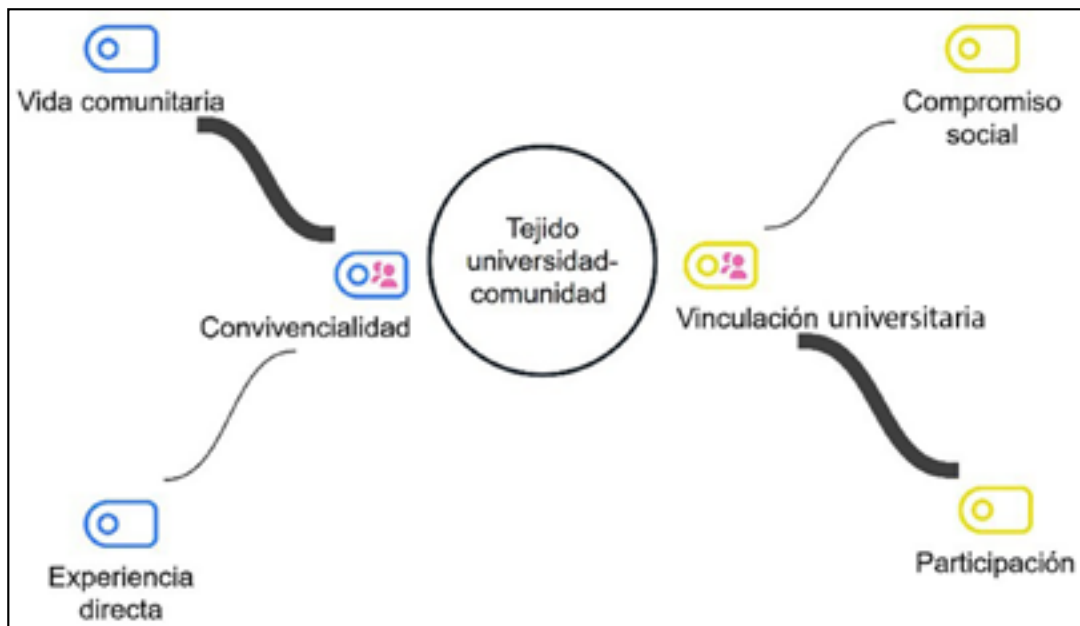 Vida comunitaria
Compromiso
social
Tejido
universidad-
comunidad
Convivencialidad
Vinculación universitaria
Experiencia
directa
Participación